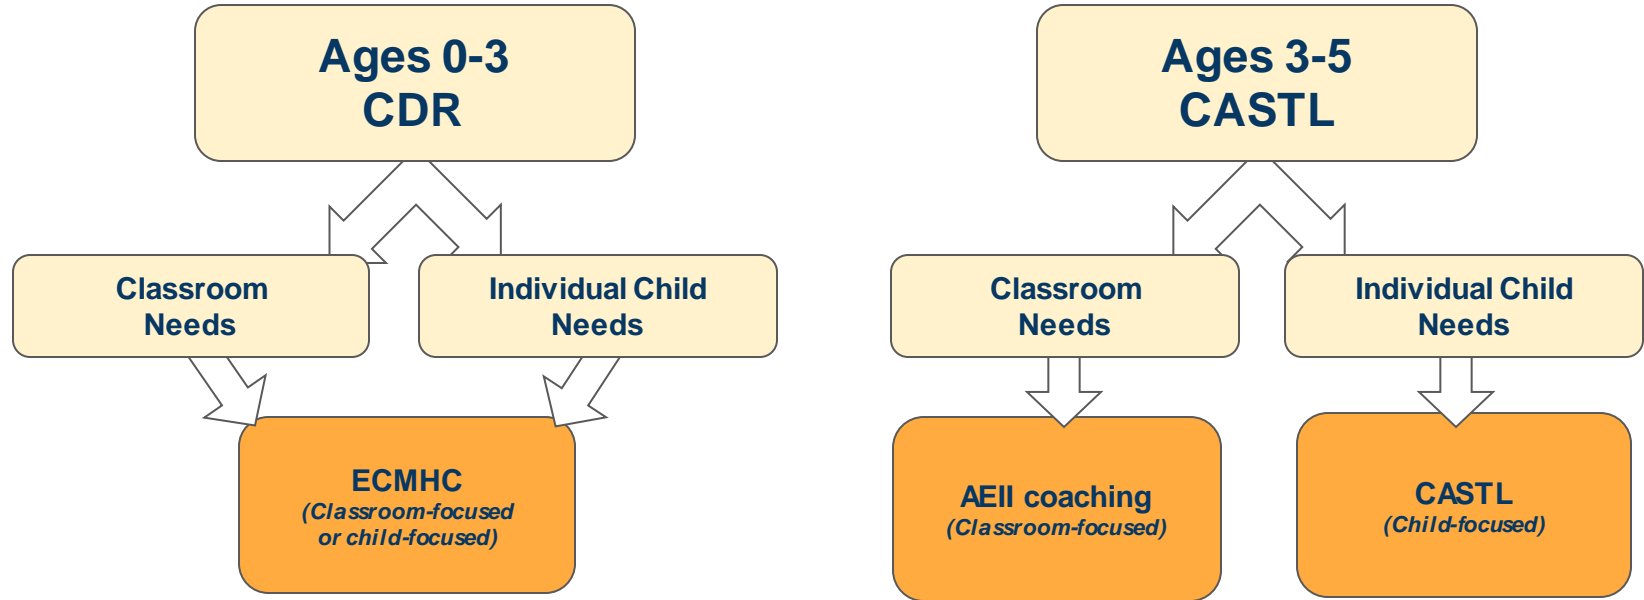 Ages 0-3
CDR
Classroom
Needs
Individual Child
Needs
ECMHC
(Classroom-focused
or child-focused)
Ages 3-5
CASTL
Classroom
Needs
Individual Child
Needs
AEII coaching
(Classroom-focused)
CASTL
(Child-focused)